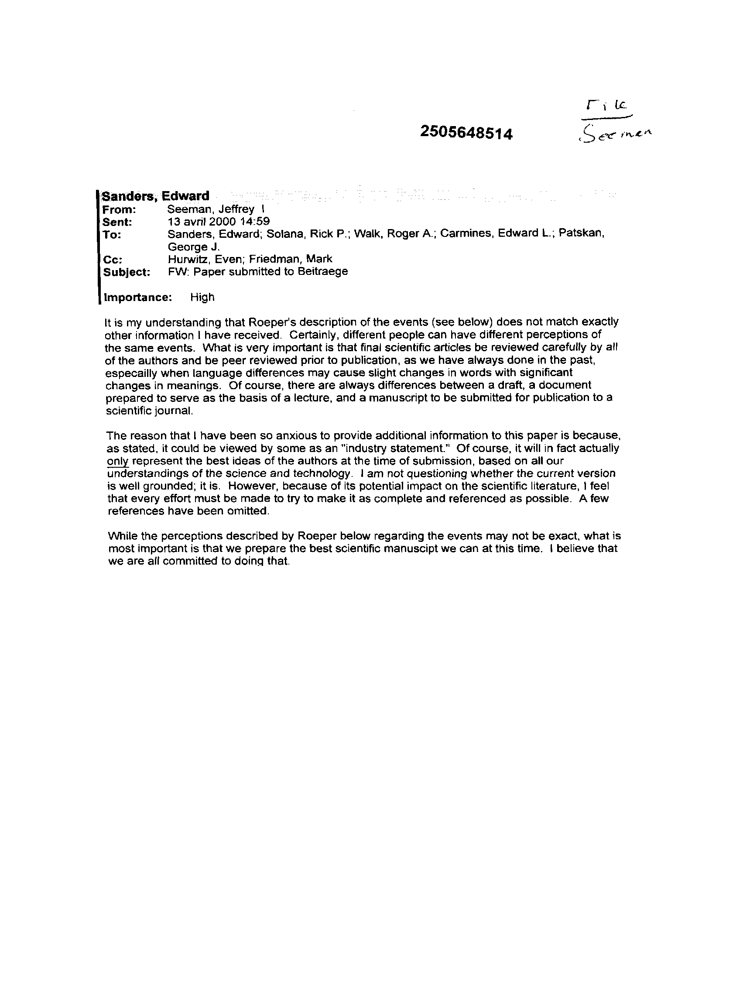 File
2505648514
Seeman
Sanders, Edward
From: Seeman, Jeffrey I
Sent: 13 avril 2000 14:59
To: Sanders, Edward; Solana, Rick P.; Walk, Roger A.; Carmines, Edward L.; Patskan,
George J.
Cc: Hurwitz, Even; Friedman, Mark
Subject: FW: Paper submitted to Beitraege
Importance: High
It is my understanding that Roeper's description of the events (see below) does not match exactly
other information I have received. Certainly, different people can have different perceptions of
the same events. What is very important is that final scientific articles be reviewed carefully by all
of the authors and be peer reviewed prior to publication, as we have always done in the past,
especailly when language differences may cause slight changes in words with significant
changes in meanings. Of course, there are always differences between a draft, a document
prepared to serve as the basis of a lecture, and a manuscript to be submitted for publication to a
scientific journal.
The reason that I have been so anxious to provide additional information to this paper is because,
as stated, it could be viewed by some as an "industry statement." Of course, it will in fact actually
only represent the best ideas of the authors at the time of submission, based on all our
understandings of the science and technology. I am not questioning whether the current version
is well grounded; it is. However, because of its potential impact on the scientific literature, I feel
that every effort must be made to try to make it as complete and referenced as possible. A few
references have been omitted.
While the perceptions described by Roeper below regarding the events may not be exact, what is
most important is that we prepare the best scientific manuscipt we can at this time. I believe that
we are all committed to doing that.